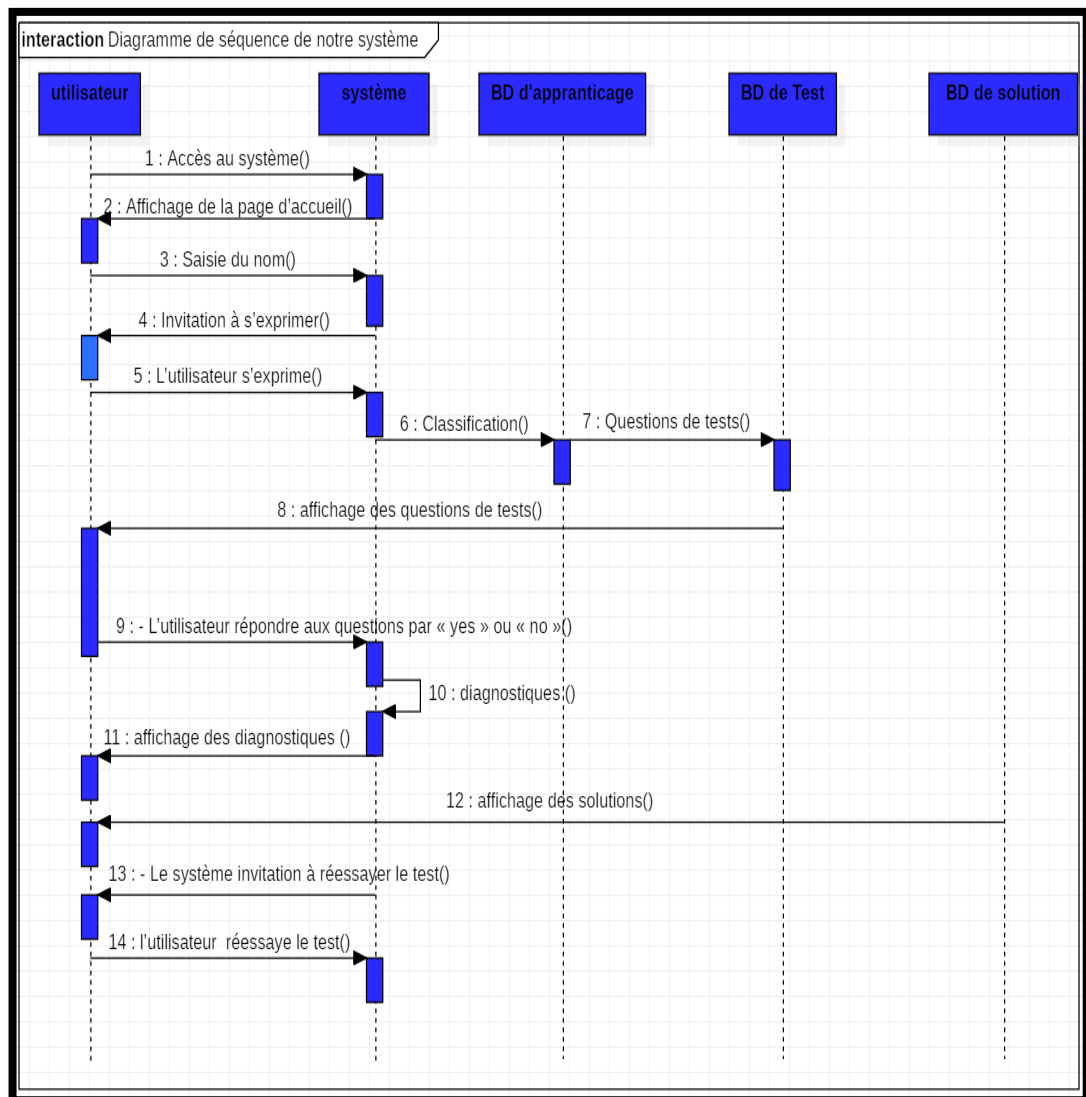 interaction Diagramme de séquence de notre système
utilisateur
système
BD d'appranticage
BD de Test
BD de solution
1 : Accès au système()
2 : Affichage de la page d’accueil()
3 : Saisie du nom()
4 : Invitation à s’exprimer()
5 : L’utilisateur s’exprime()
6 : Classification()
7 : Questions de tests()
8 : affichage des questions de tests()
9 : - L’utilisateur répondre aux questions par « yes » ou « no »()
10 : diagnostiques ()
11 : affichage des diagnostiques ()
12 : affichage des solutions()
13 : - Le système invitation à réessayer le test()
14 : l’utilisateur  réessaye le test()